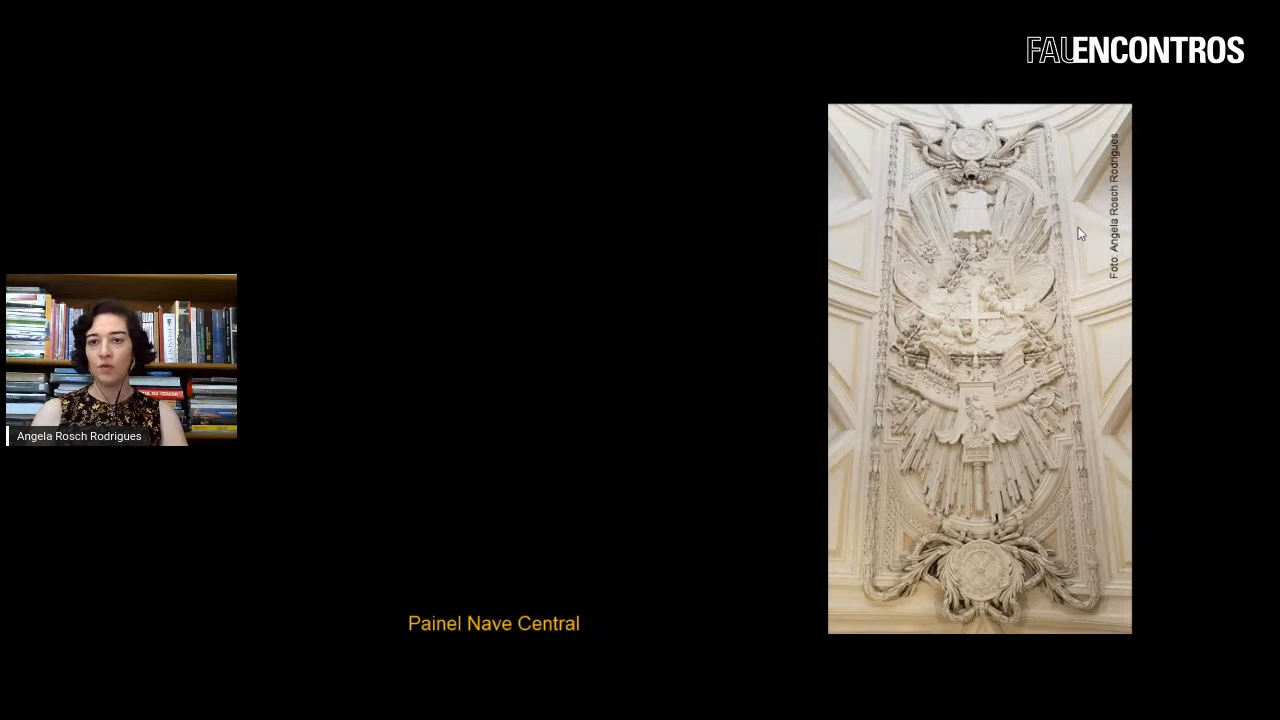 FAUENCONTROS
Foto: Angela Rosch Rodrigues
Angela Rosch Rodrigues
Painel Nave Central